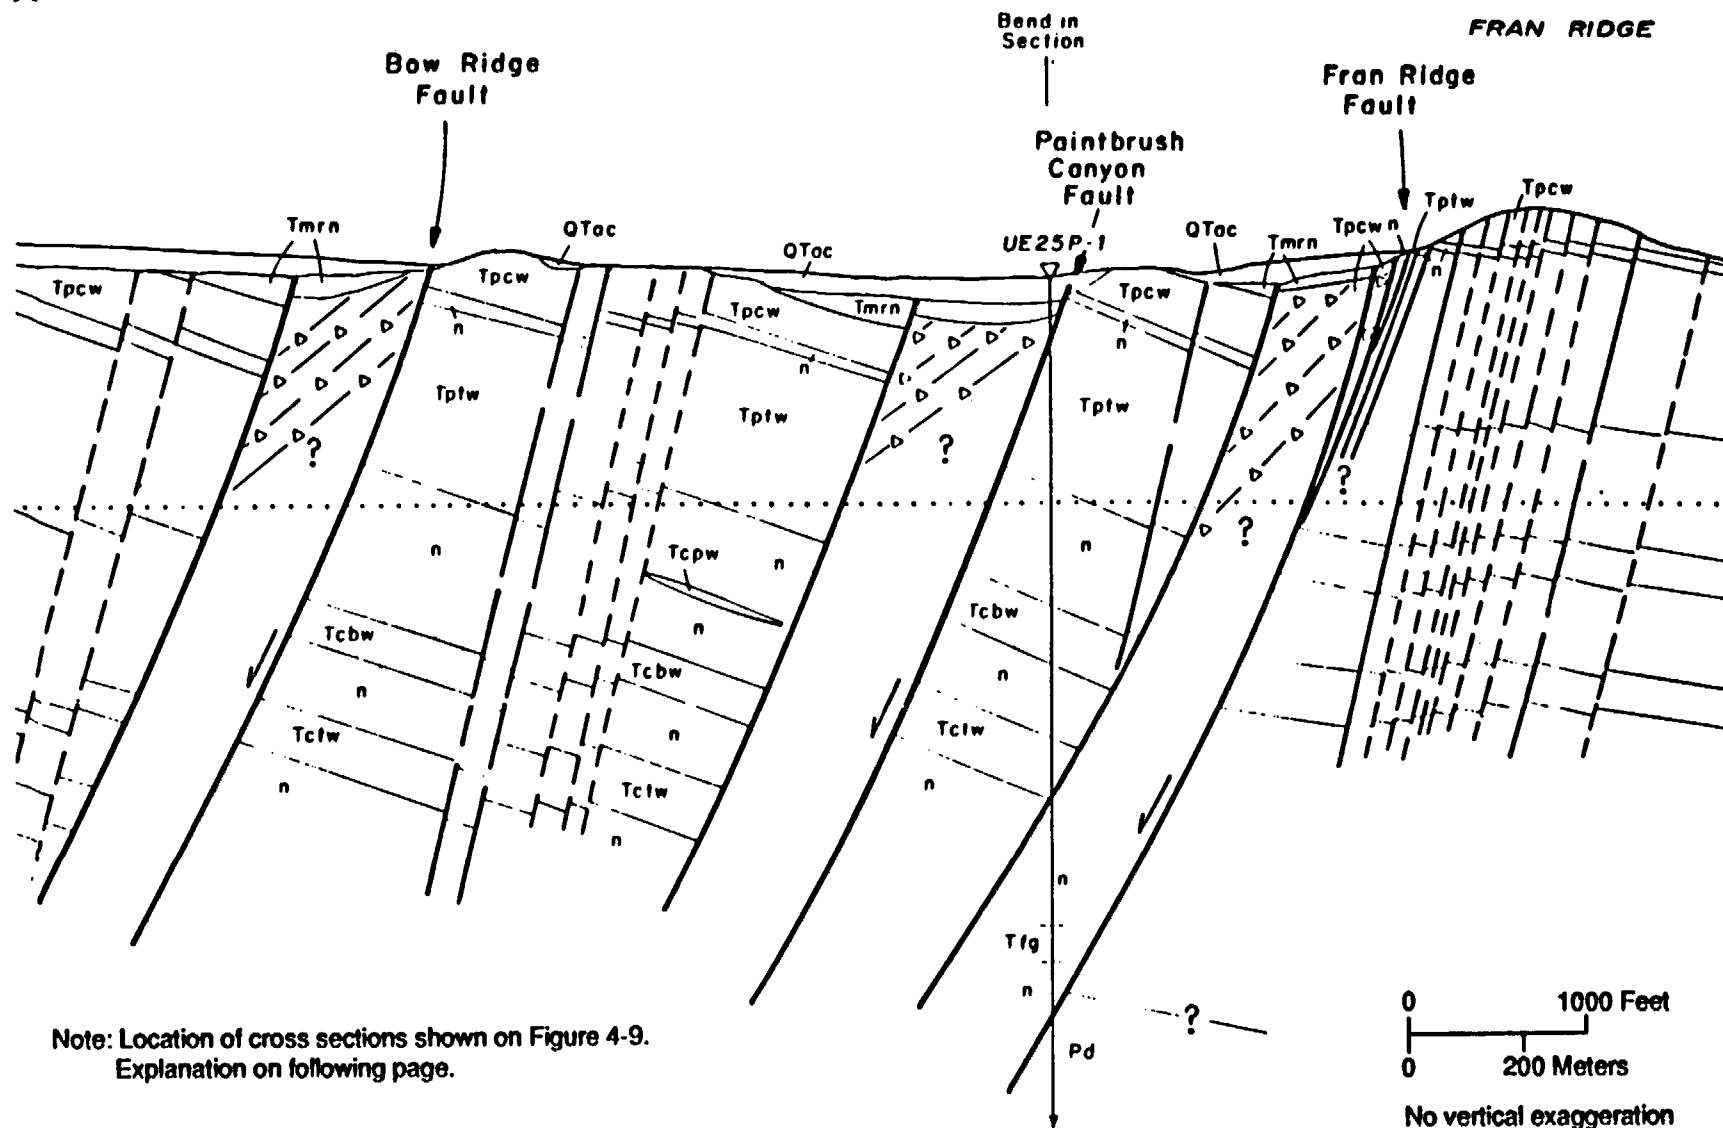 Bend in
Section
FRAN RIDGE
Bow Ridge
Fault
Fran Ridge
Fault
Paintbrush
Canyon
Fault
Tmrn
QTac
QTac
UE25P-1
QTac
Tmrn
Tpcw
n
Tptw
Tpcw
Tpcw
Tpcw
n
Tpcw
Tmrn
n
Tpcw
n
n
Tptw
Tptw
Tptw
?
?
?
?
n
Tcpw
n
n
Tcbw
n
Tcbw
Tcbw
n
n
n
Tctw
Tctw
n
n
Tctw
n
n
Tfg
n
?
Pd
0 1000 Feet
0 200 Meters
No vertical exaggeration
Note: Location of cross sections shown on Figure 4-9.
Explanation on following page.